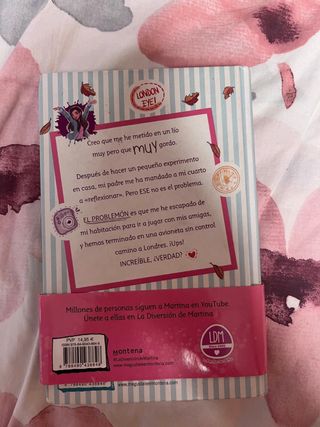 LONDON
EYE!
Creo que me he metido en un lío
muy pero que MUY gordo.
Después de hacer un pequeño experimento
en casa, mi padre me ha mandado a mi cuarto
a «reflexionar». Pero ESE no es el problema.
EL PROBLEMÓN es que me he escapado de
mi habitación para ir a jugar con mis amigas,
y hemos terminado en una avioneta sin control
camino a Londres. ¡Ups!
INCREÍBLE, ¿VERDAD?
Millones de personas siguen a Martina en YouTube.
Únete a ellas en La Diversión de Martina
PVP 14,95 €
montena
#LaDiversiónDeMartina
www.megustaleermontena.com
LDM